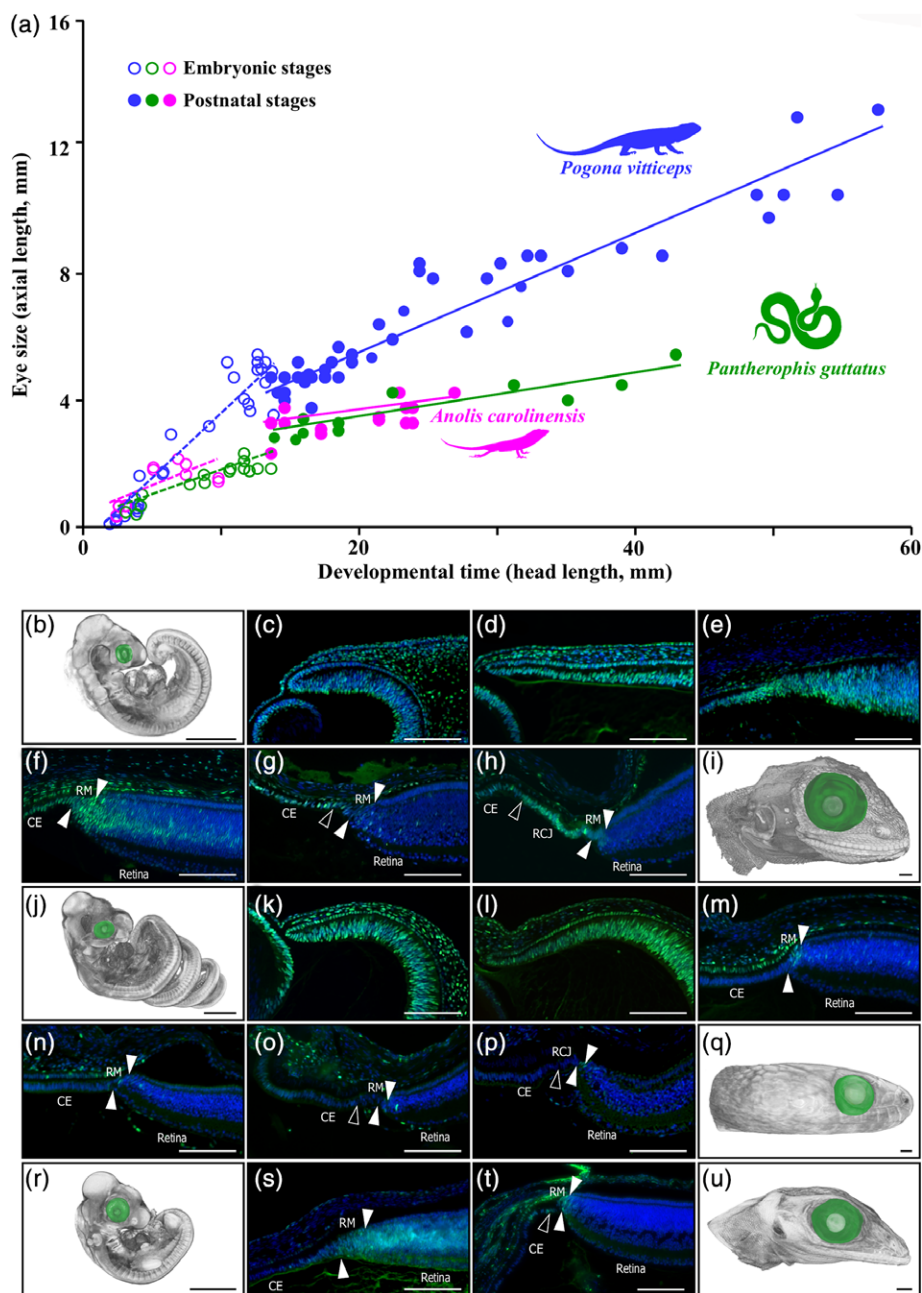 (a)
16
12
8
4
0
Eye size (axial length, mm)
Embryonic stages
Postnatal stages
Pogona vitticeps
Pantherophis guttatus
Anolis carolinensis
0 20 40 60
Developmental time (head length, mm)
(b) (c) (d) (e)
(f) RM CE Retina
(g) CE RM Retina
(h) CE RCJ RM Retina
(i)
(j) (k) (l)
(m) RM CE Retina
(n) RM CE Retina
(o) RM CE Retina
(p) RCJ CE Retina
(q)
(r)
(s) RM CE Retina
(t) RM CE Retina
(u)